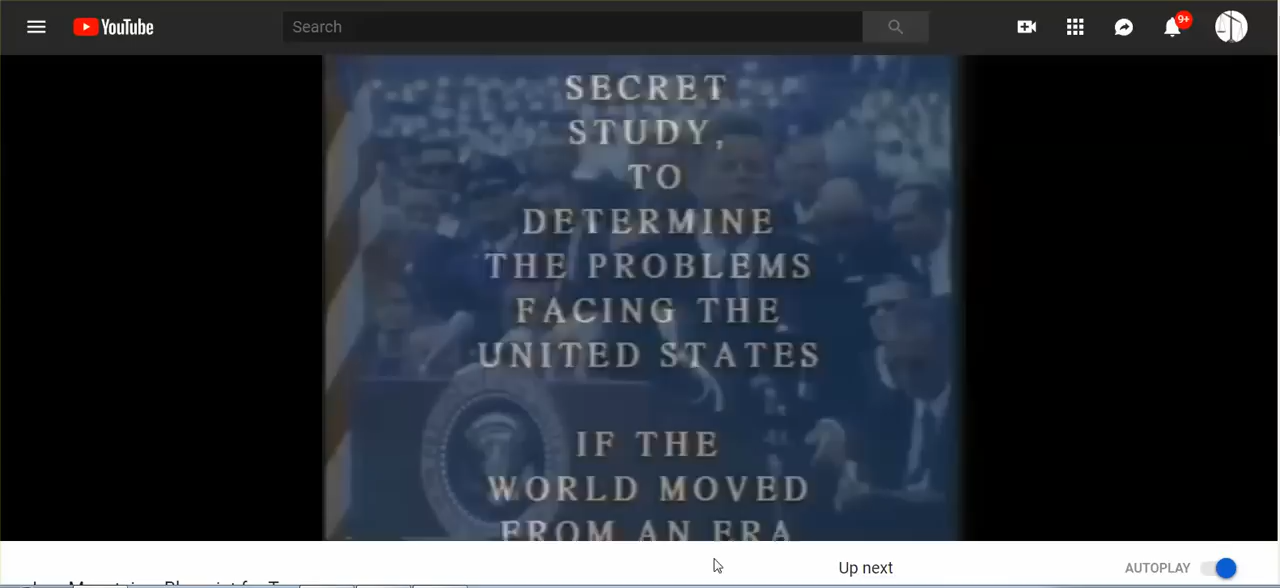 YouTube
Search
9+
SECRET
STUDY,
TO
DETERMINE
THE PROBLEMS
FACING THE
UNITED STATES
IF THE
WORLD MOVED
FROM AN ERA
Up next
AUTOPLAY